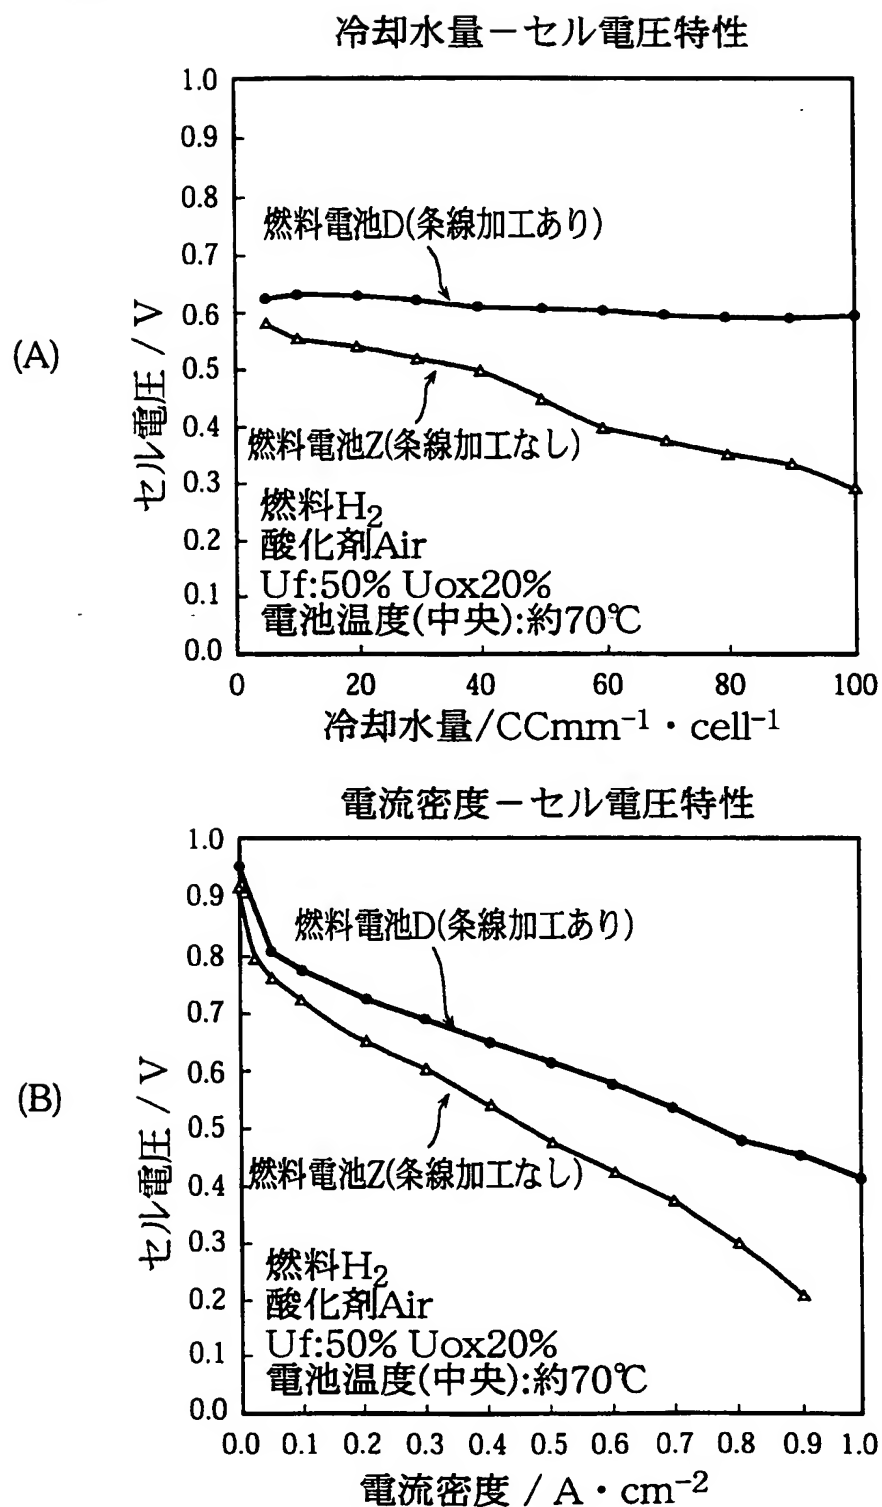 冷却水量－セル電圧特性
1.0
0.9
0.8
0.7
0.6
0.5
0.4
0.3
0.2
0.1
0.0
(A)
セル電圧 / V
燃料電池D(条線加工あり)
燃料電池Z(条線加工なし)
燃料H₂
酸化剤Air
Uf:50% Uox20%
電池温度(中央):約70℃
0 20 40 60 80 100
冷却水量/CCmm⁻¹・cell⁻¹
電流密度－セル電圧特性
1.0
0.9
0.8
0.7
0.6
0.5
0.4
0.3
0.2
0.1
0.0
(B)
セル電圧 / V
燃料電池D(条線加工あり)
燃料電池Z(条線加工なし)
燃料H₂
酸化剤Air
Uf:50% Uox20%
電池温度(中央):約70℃
0.0 0.1 0.2 0.3 0.4 0.5 0.6 0.7 0.8 0.9 1.0
電流密度 / A・cm⁻²